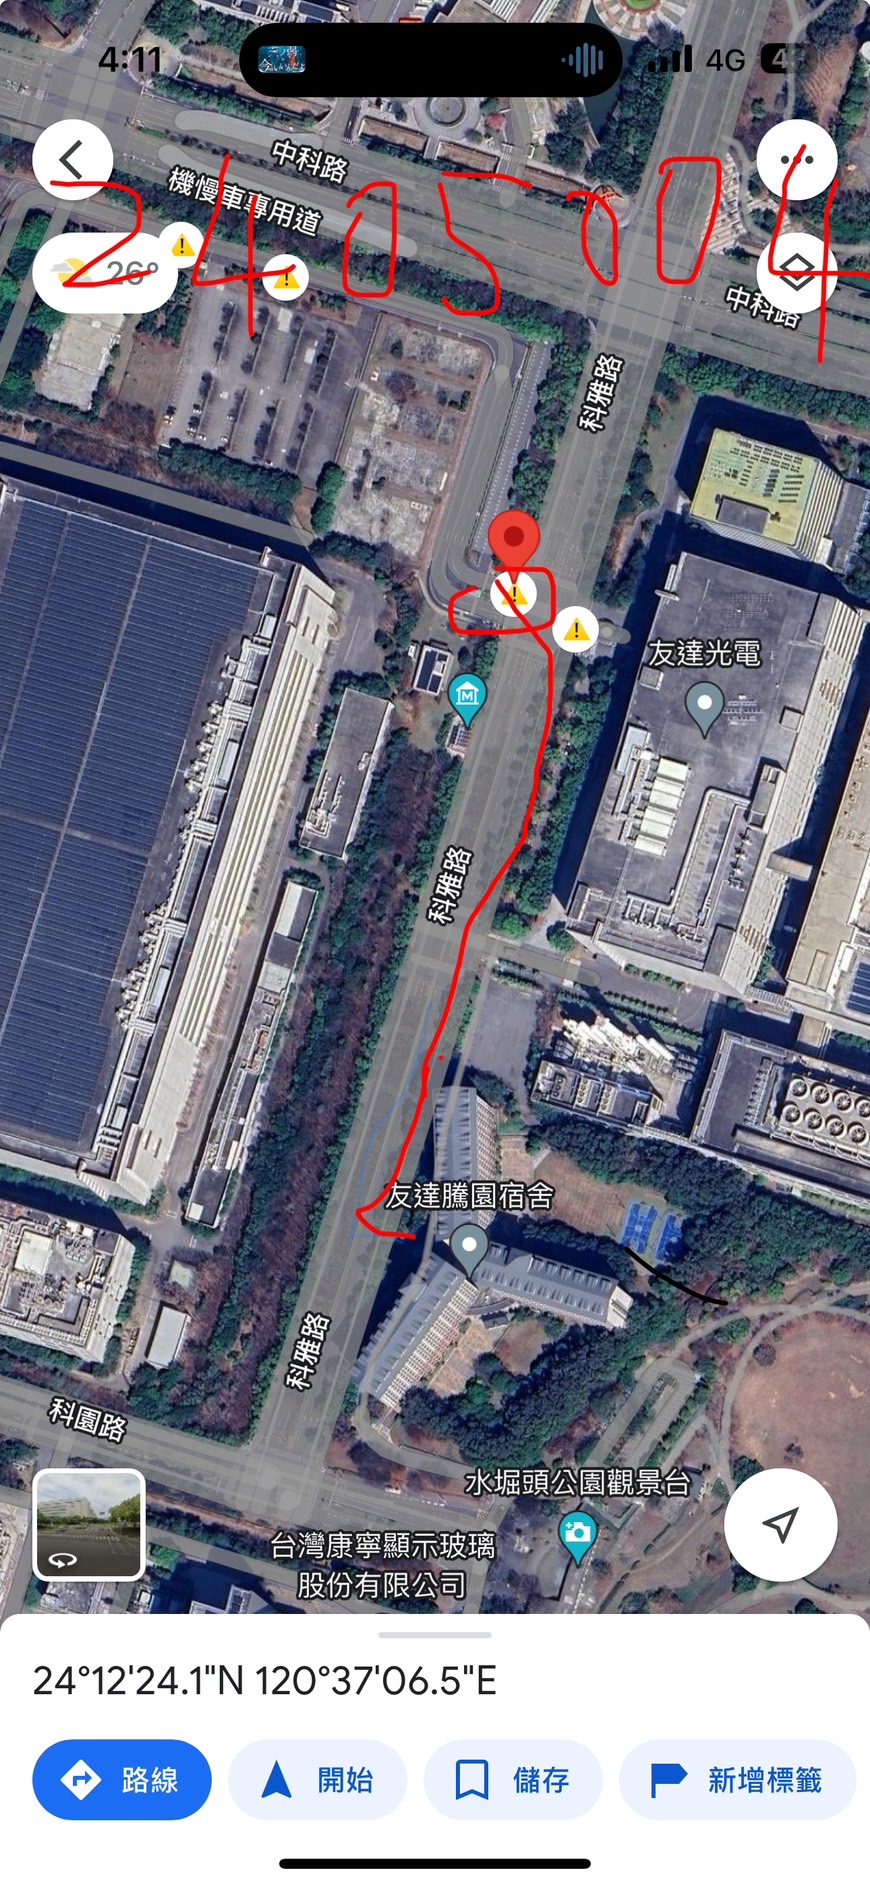 4:11
4G
中科路
機慢車專用道
24050004
26°
中科路
科雅路
友達光電
科雅路
友達騰園宿舍
科雅路
科園路
水堀頭公園觀景台
台灣康寧顯示玻璃
股份有限公司
24°12'24.1"N 120°37'06.5"E
路線
開始
儲存
新增標籤